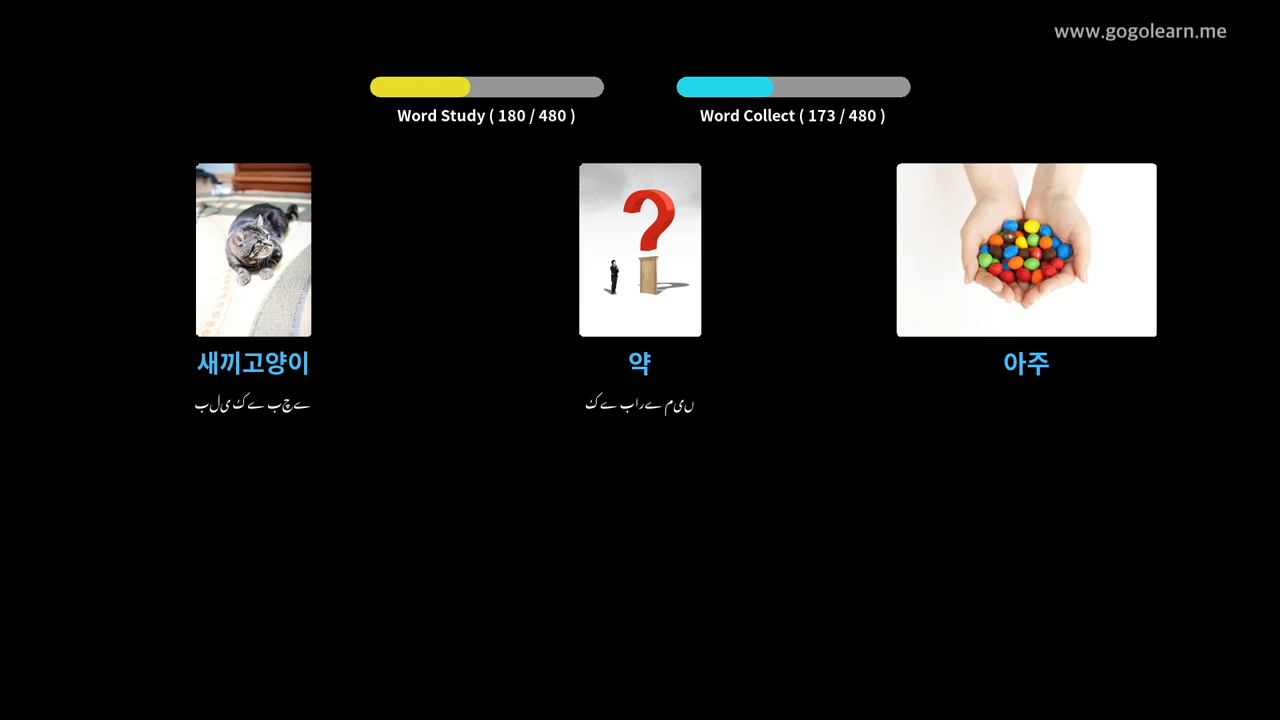 www.gogolearn.me
Word Study ( 180 / 480 )
Word Collect ( 173 / 480 )
새끼고양이
약
아주
بلی کے بچے
کے بارے میں